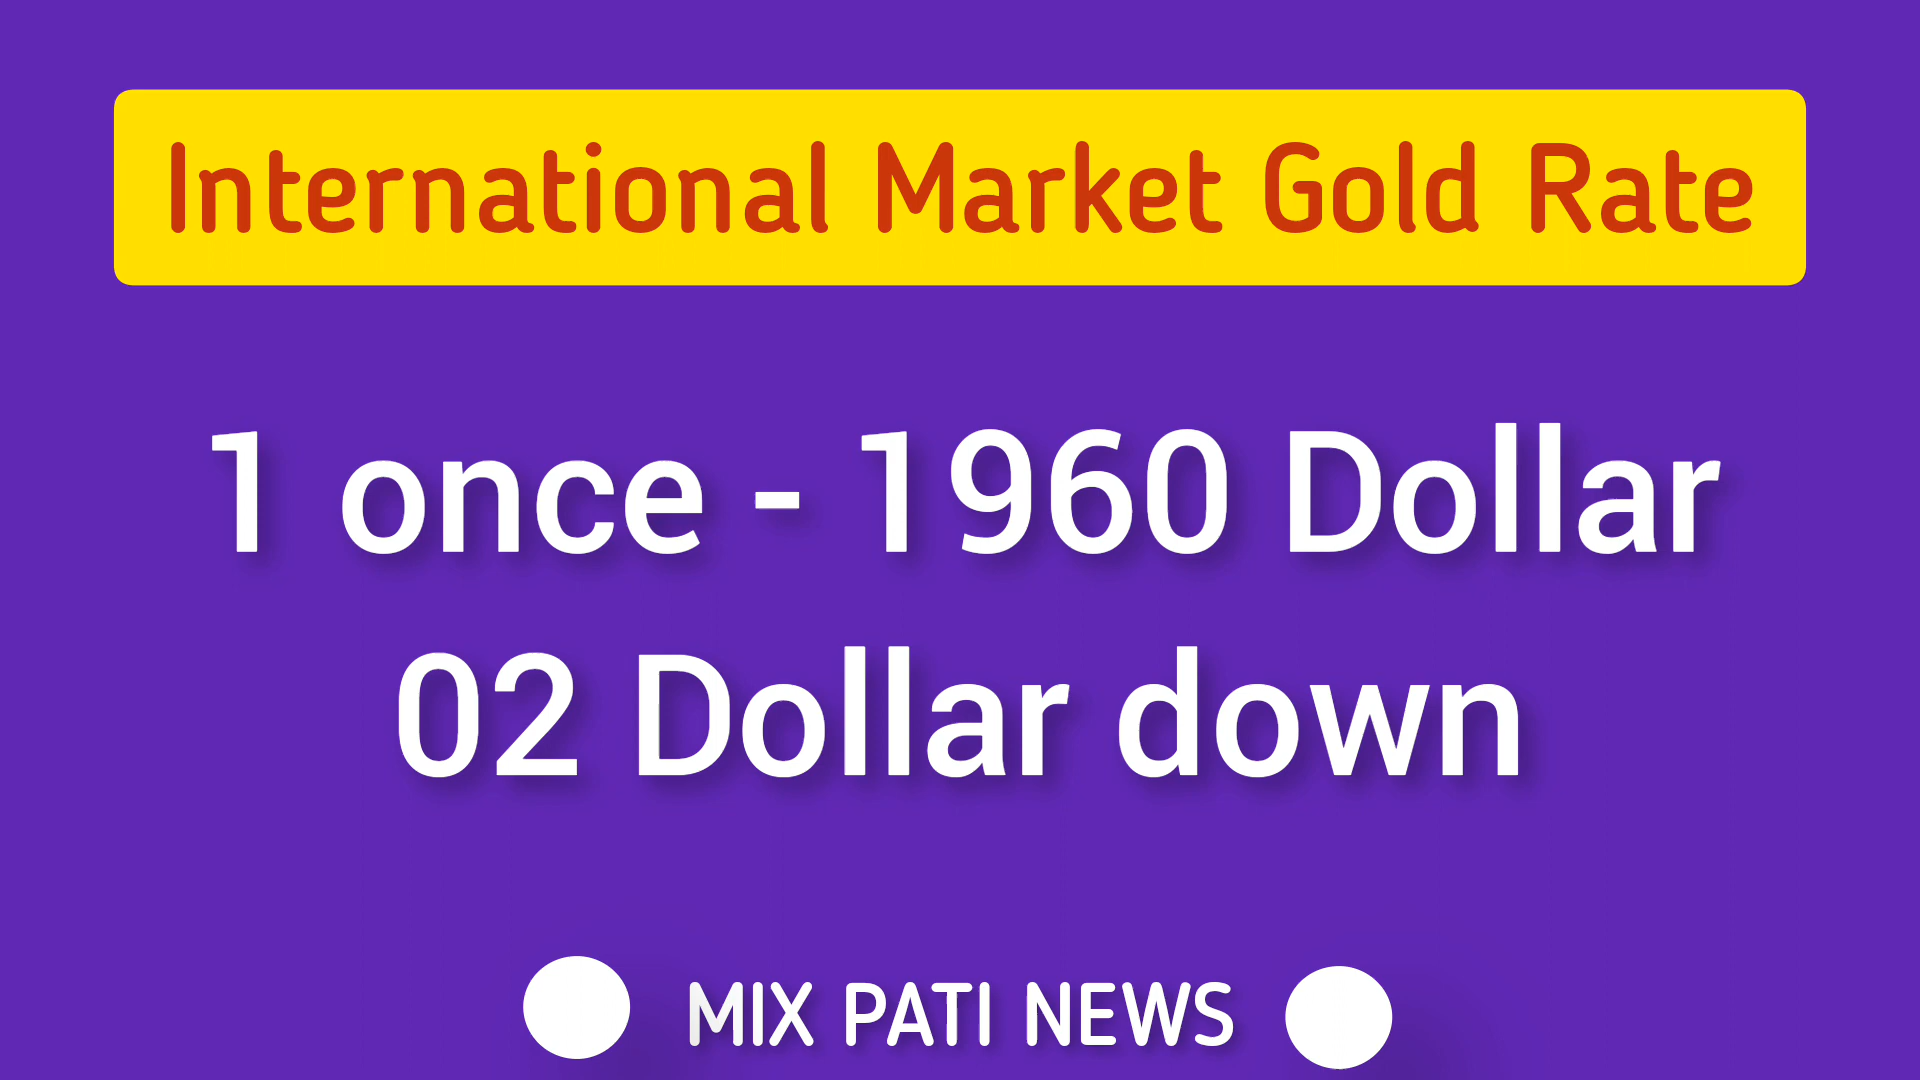 International Market Gold Rate
1 once - 1960 Dollar
02 Dollar down
MIX PATI NEWS